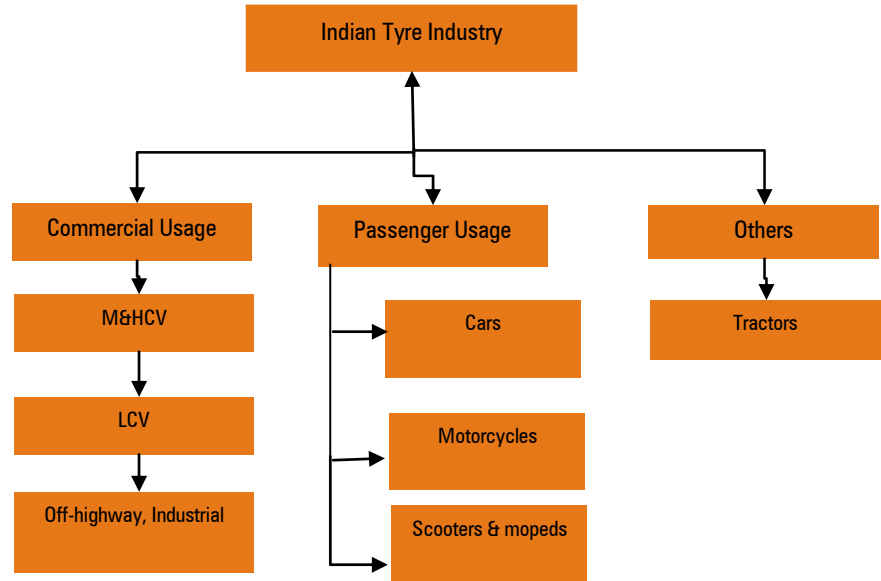 Indian Tyre Industry
Commercial Usage
Passenger Usage
Others
M&HCV
Cars
Tractors
LCV
Motorcycles
Off-highway, Industrial
Scooters & mopeds